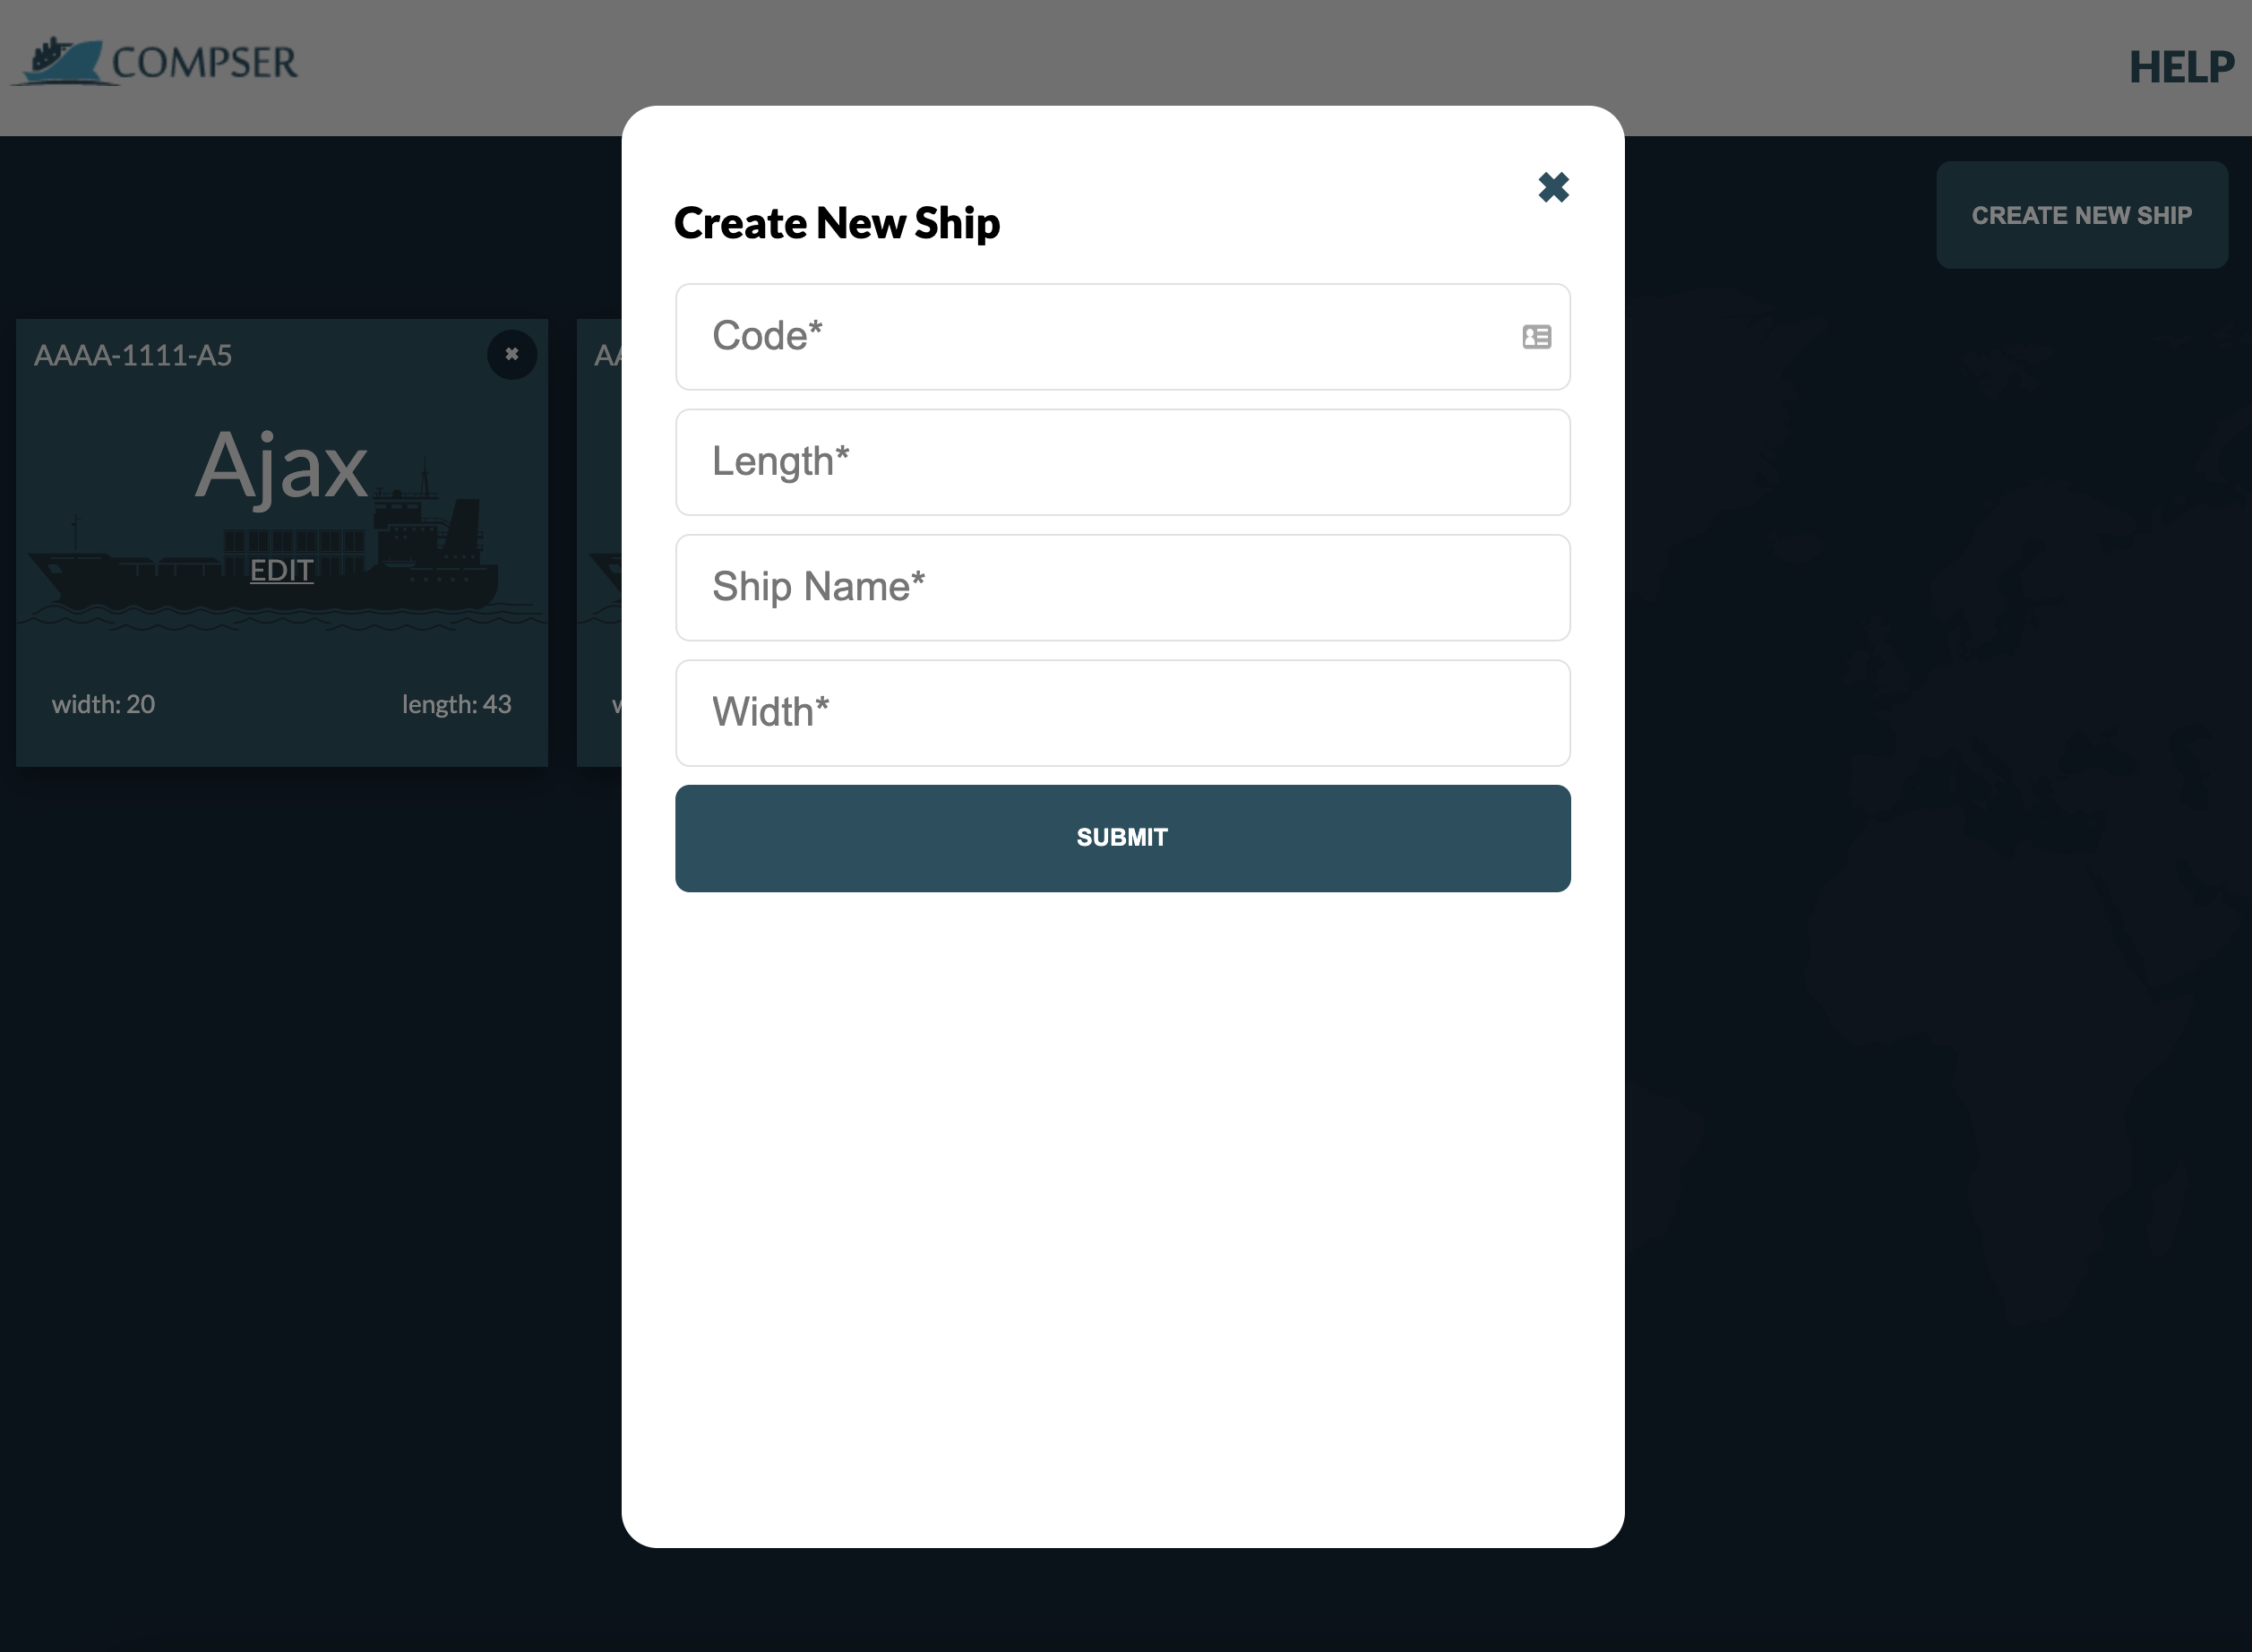 COMPSER
HELP
CREATE NEW SHIP
Create New Ship
Code*
Length*
Ship Name*
Width*
SUBMIT
AAAA-1111-A5
Ajax
EDIT
width: 20
length: 43